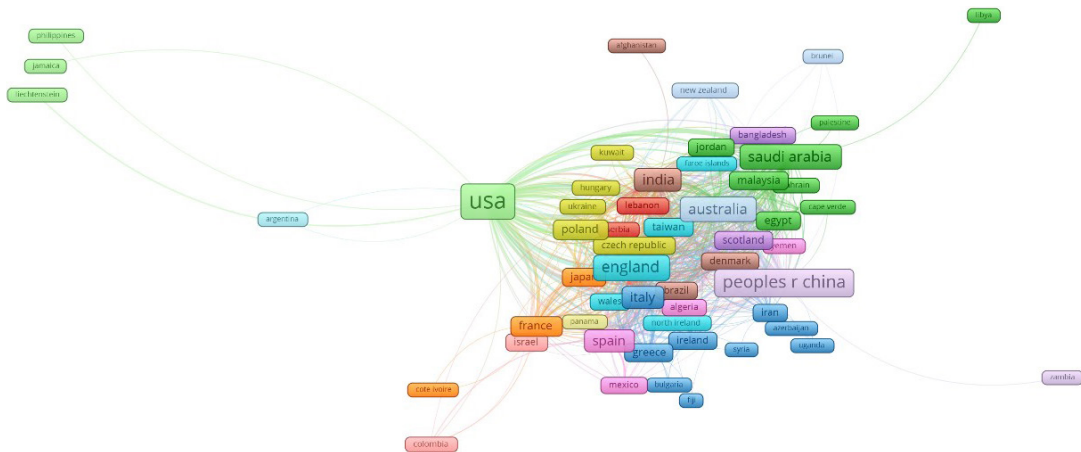 philippines
libya
afghanistan
jamaica
brunei
new zealand
liechtenstein
palestine
bangladesh
jordan
kuwait
saudi arabia
faroe islands
india
malaysia
bahrain
hungary
usa
lebanon
australia
ukraine
cape verde
argentina
egypt
poland
taiwan
serbia
scotland
czech republic
yemen
denmark
england
japan
peoples r china
brazil
italy
wales
algeria
iran
panama
north ireland
france
azerbaijan
israel
spain
ireland
uganda
greece
syria
zambia
mexico
bulgaria
cote ivoire
fiji
colombia